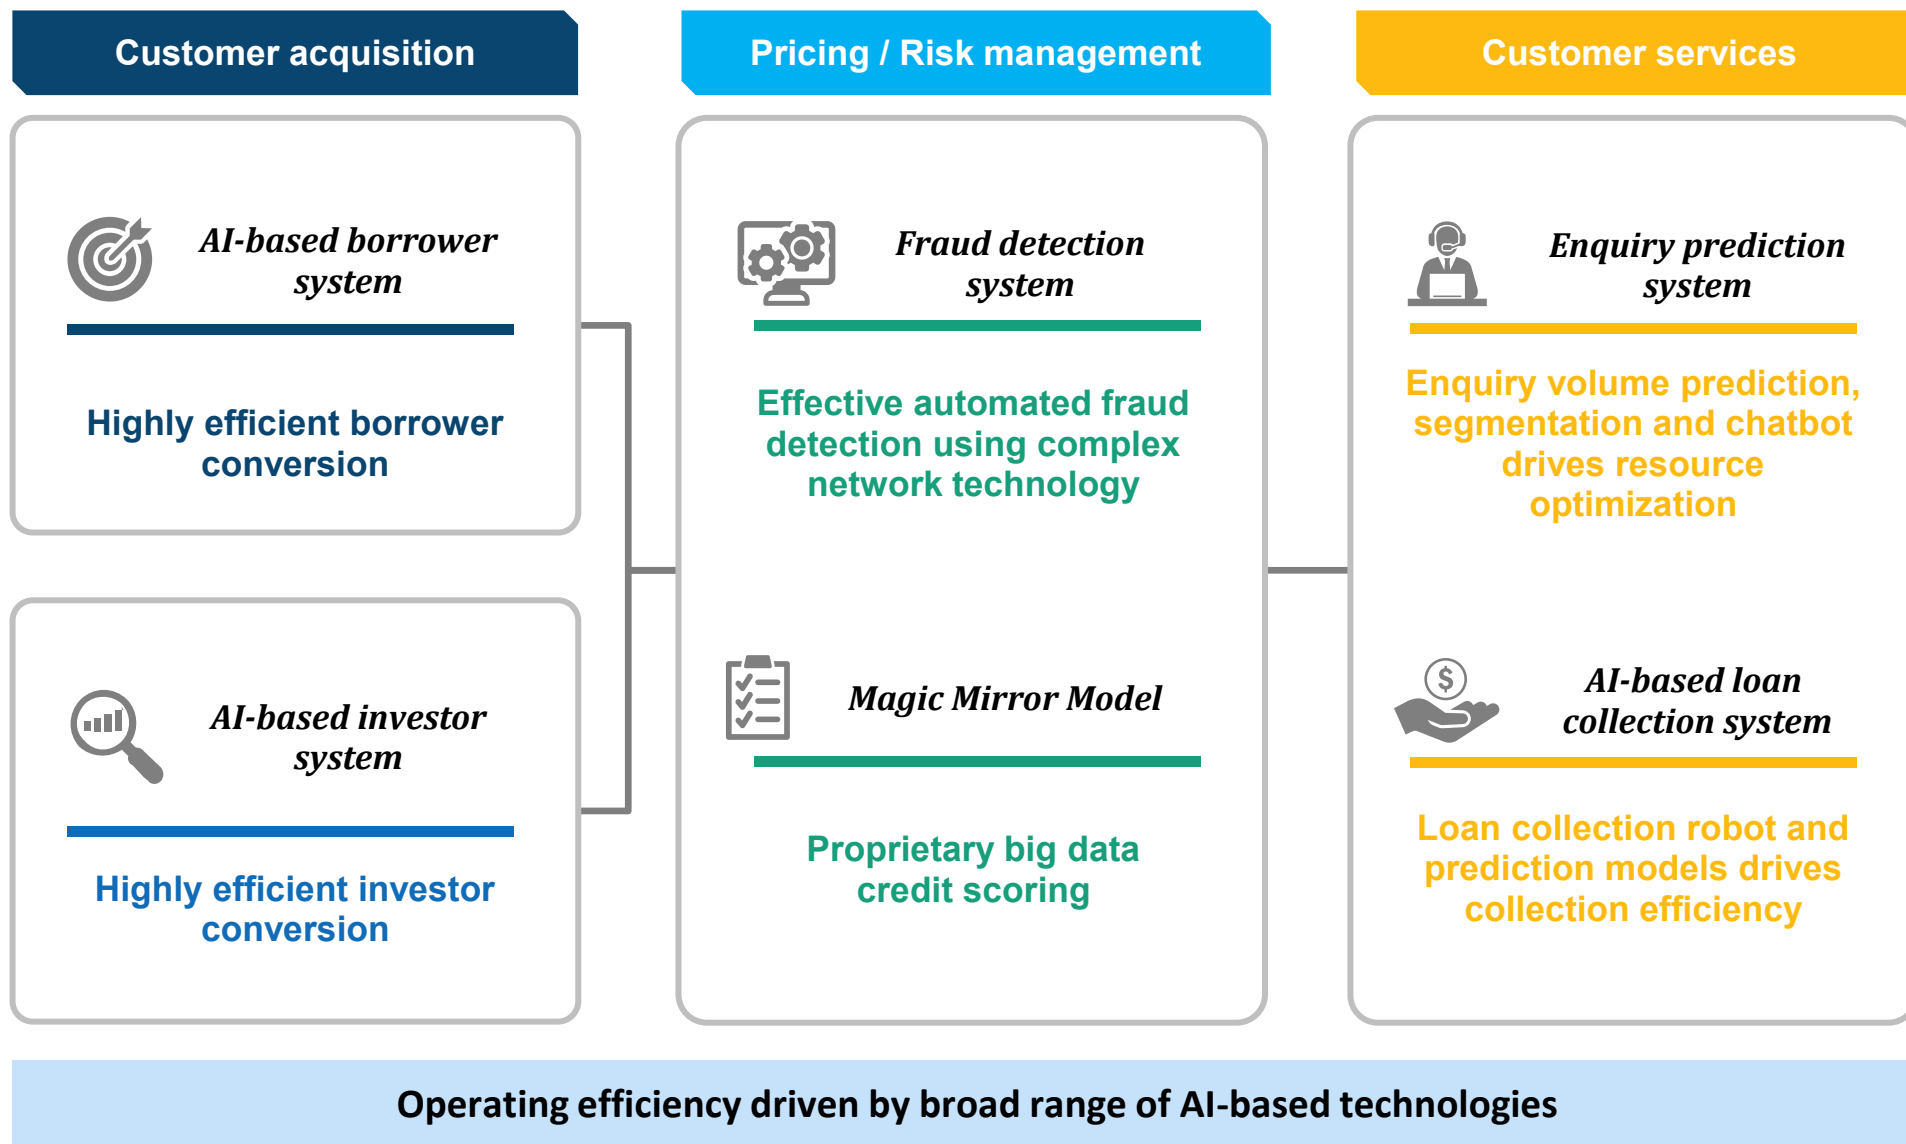 Customer acquisition
AI-based borrower
system
Highly efficient borrower
conversion
AI-based investor
system
Highly efficient investor
conversion
Pricing / Risk management
Fraud detection
system
Effective automated fraud
detection using complex
network technology
Magic Mirror Model
Proprietary big data
credit scoring
Customer services
Enquiry prediction
system
Enquiry volume prediction,
segmentation and chatbot
drives resource
optimization
$
AI-based loan
collection system
Loan collection robot and
prediction models drives
collection efficiency
Operating efficiency driven by broad range of AI-based technologies